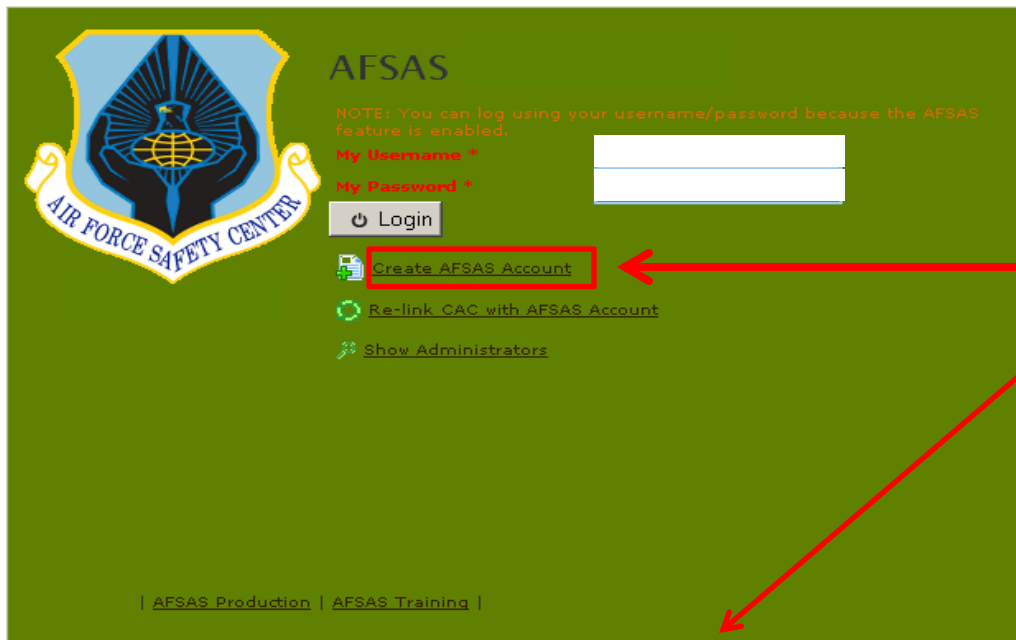 AFSAS
NOTE: You can log using your username/password because the AFSAS
feature is enabled.
My Username *
My Password *
Login
Create AFSAS Account
Re-link CAC with AFSAS Account
Show Administrators
AIR FORCE SAFETY CENTER
| AFSAS Production | AFSAS Training |